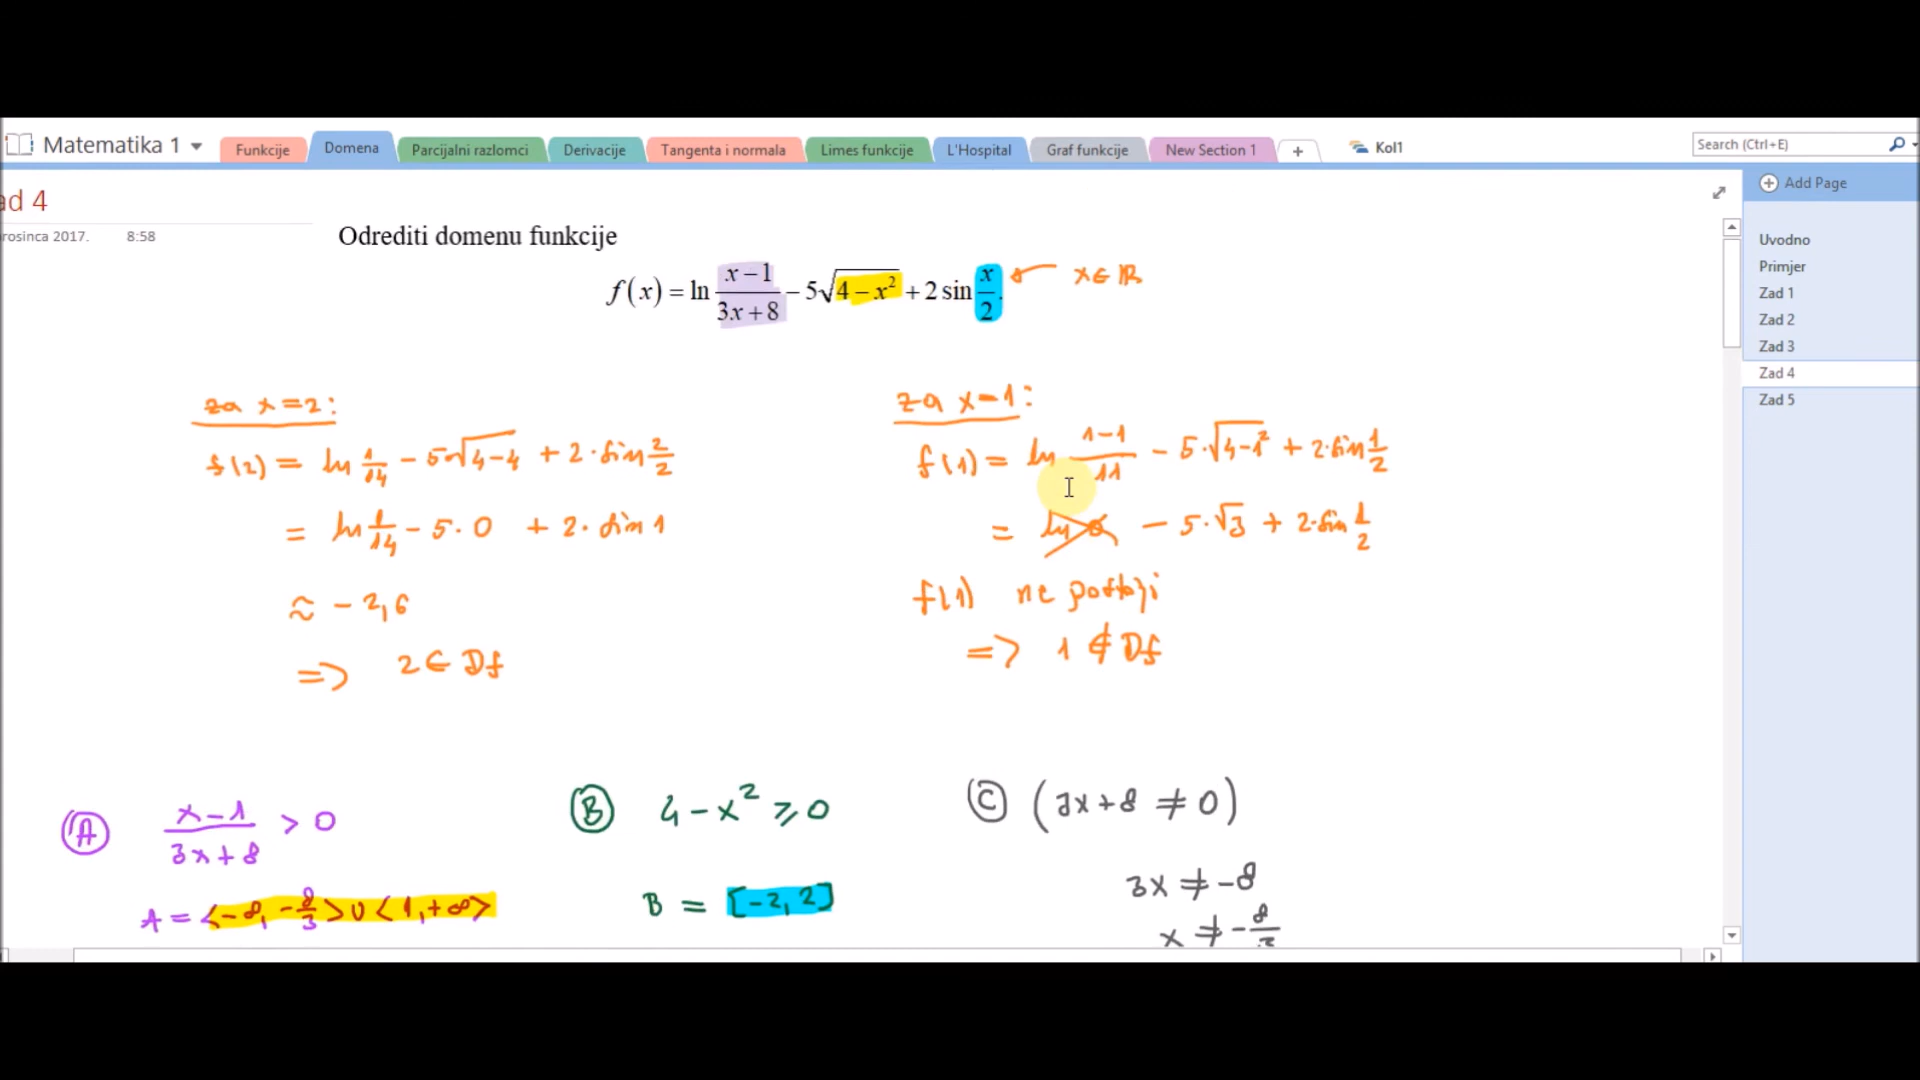 Matematika 1
Funkcije
Domena
Parcijalni razlomci
Derivacije
Tangenta i normala
Limes funkcije
L'Hospital
Graf funkcije
New Section 1
+
Kol1
Search (Ctrl+E)
ad 4
rosinca 2017. 8:58
Add Page
Uvodno
Primjer
Zad 1
Zad 2
Zad 3
Zad 4
Zad 5
Odrediti domenu funkcije
f(x) = ln (x−1)/(3x+8) − 5√(4−x²) + 2 sin x/2. x ∈ ℝ
za x=2:
f(2) = ln 1/14 − 5√(4−4) + 2·sin 2/2
= ln 1/14 − 5·0 + 2·sin 1
≈ −2,6
=> 2 ∈ Df
za x=1:
f(1) = ln (1−1)/11 − 5·√(4−1²) + 2·sin 1/2
= ln 0 − 5·√3 + 2·sin 1/2
f(1) ne postoji
=> 1 ∉ Df
A (x−1)/(3x+8) > 0
A = <−∞, −8/3> ∪ <1, +∞>
B 4−x² ≥ 0
B = [−2, 2]
C (3x+8 ≠ 0)
3x ≠ −8
x ≠ −8/3